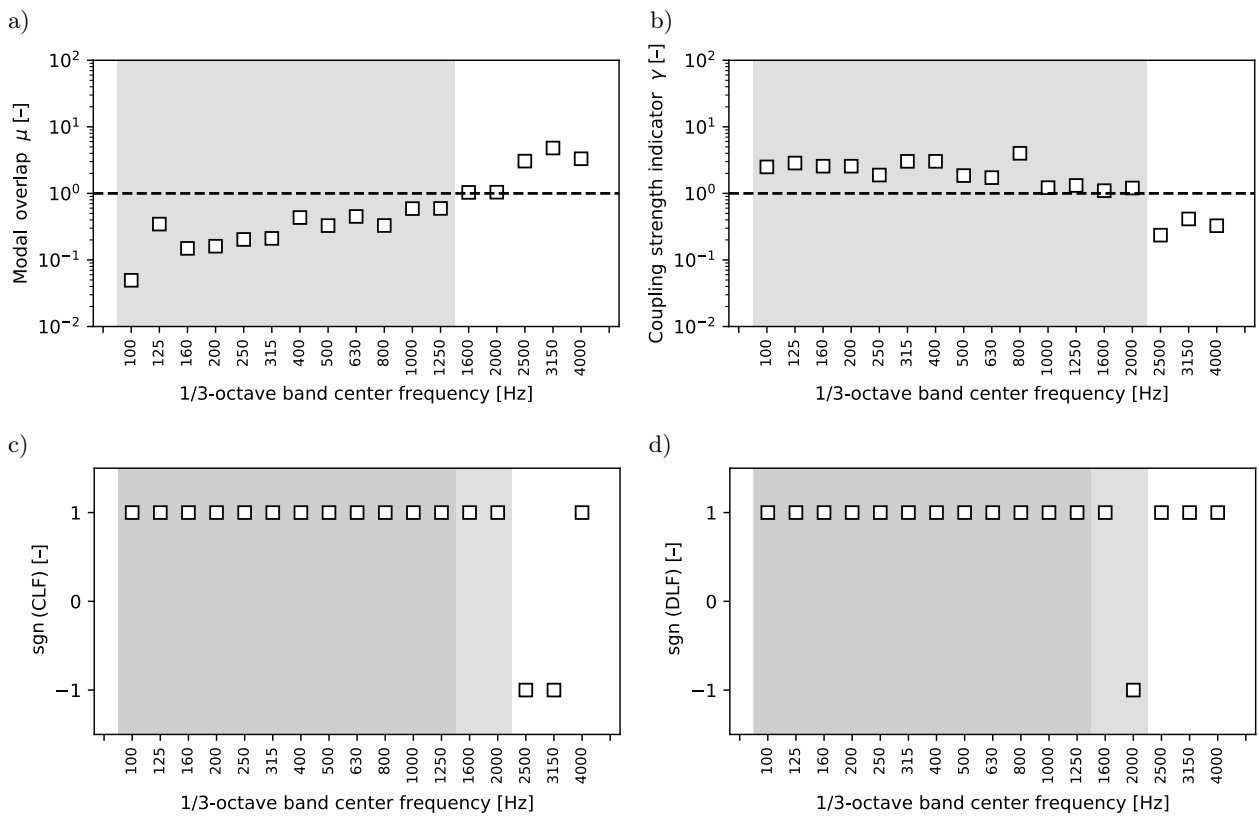 a)
Modal overlap μ [–]
10²
10¹
10⁰
10⁻¹
10⁻²
100 125 160 200 250 315 400 500 630 800 1000 1250 1600 2000 2500 3150 4000
1/3-octave band center frequency [Hz]
b)
Coupling strength indicator γ [–]
10²
10¹
10⁰
10⁻¹
10⁻²
100 125 160 200 250 315 400 500 630 800 1000 1250 1600 2000 2500 3150 4000
1/3-octave band center frequency [Hz]
c)
sgn (CLF) [–]
1
0
−1
100 125 160 200 250 315 400 500 630 800 1000 1250 1600 2000 2500 3150 4000
1/3-octave band center frequency [Hz]
d)
sgn (DLF) [–]
1
0
−1
100 125 160 200 250 315 400 500 630 800 1000 1250 1600 2000 2500 3150 4000
1/3-octave band center frequency [Hz]